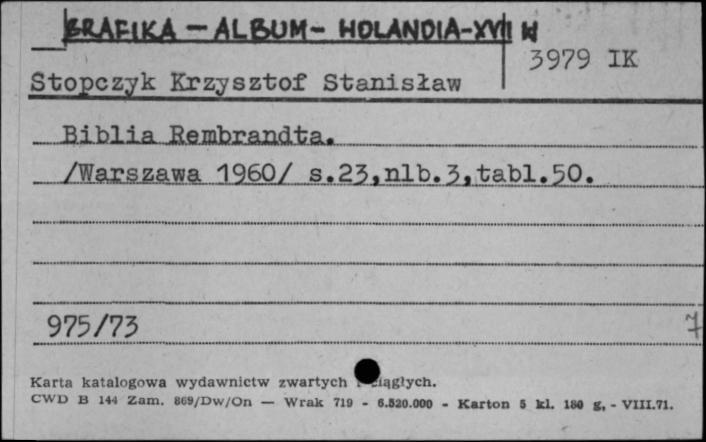 GRAFIKA — ALBUM – HOLANDIA-XVII W
3979 IK
Stopczyk Krzysztof Stanisław
Biblia Rembrandta.
/Warszawa 1960/ s.23,nlb.3,tabl.50.
975/73
7
Karta katalogowa wydawnictw zwartych i ciągłych.
CWD B 144 Zam. 869/Dw/On — Wrak 719 - 6.520.000 - Karton 5 kl. 180 g, - VIII.71.